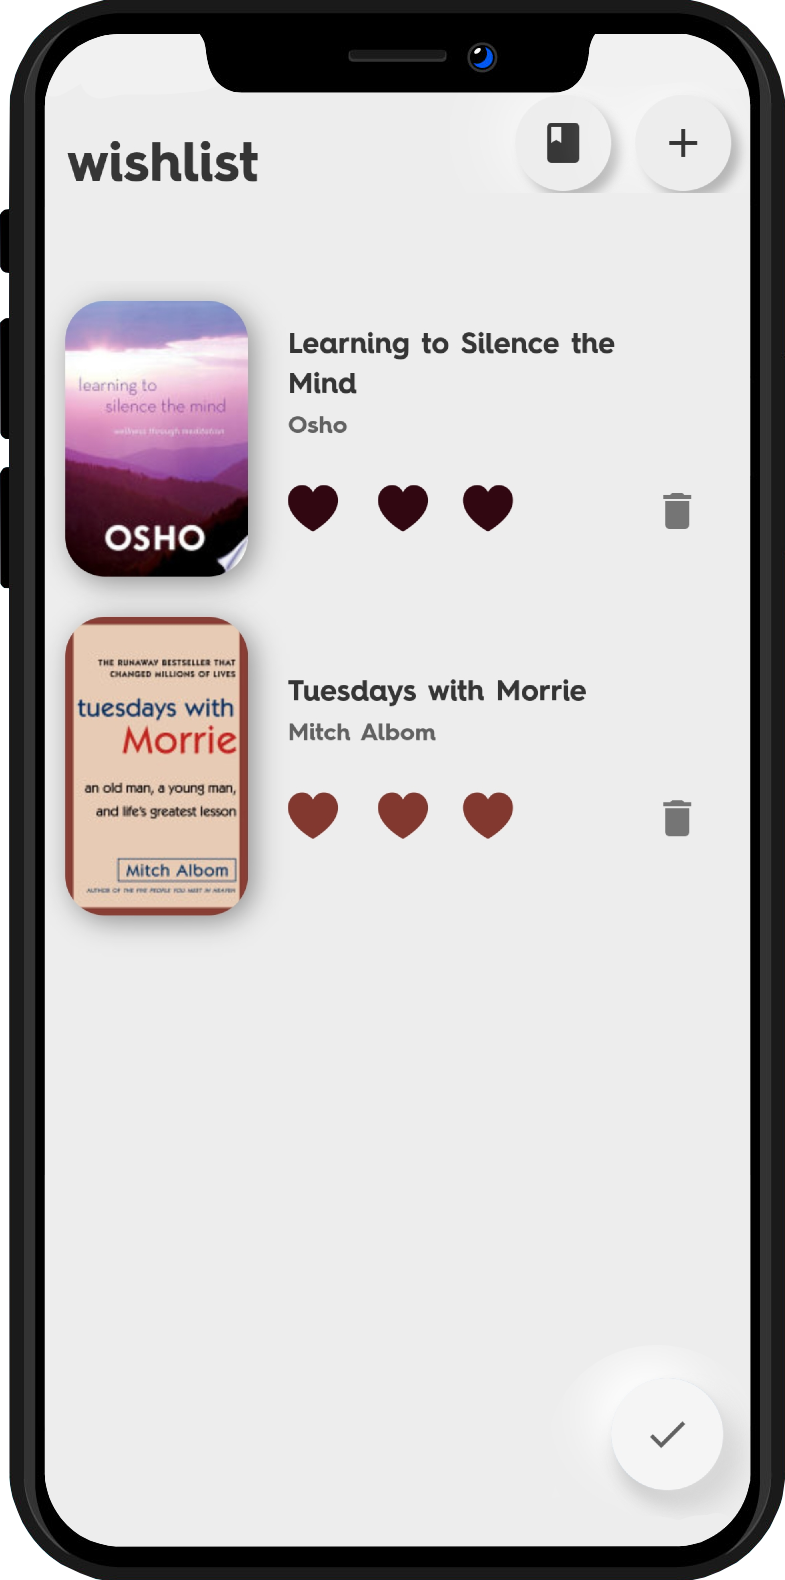 wishlist
learning to
silence the mind
wellness through meditation
OSHO
Learning to Silence the
Mind
Osho
THE RUNAWAY BESTSELLER THAT
CHANGED MILLIONS OF LIVES
tuesdays with
Morrie
an old man, a young man,
and life's greatest lesson
Mitch Albom
AUTHOR OF THE FIVE PEOPLE YOU MEET IN HEAVEN
Tuesdays with Morrie
Mitch Albom